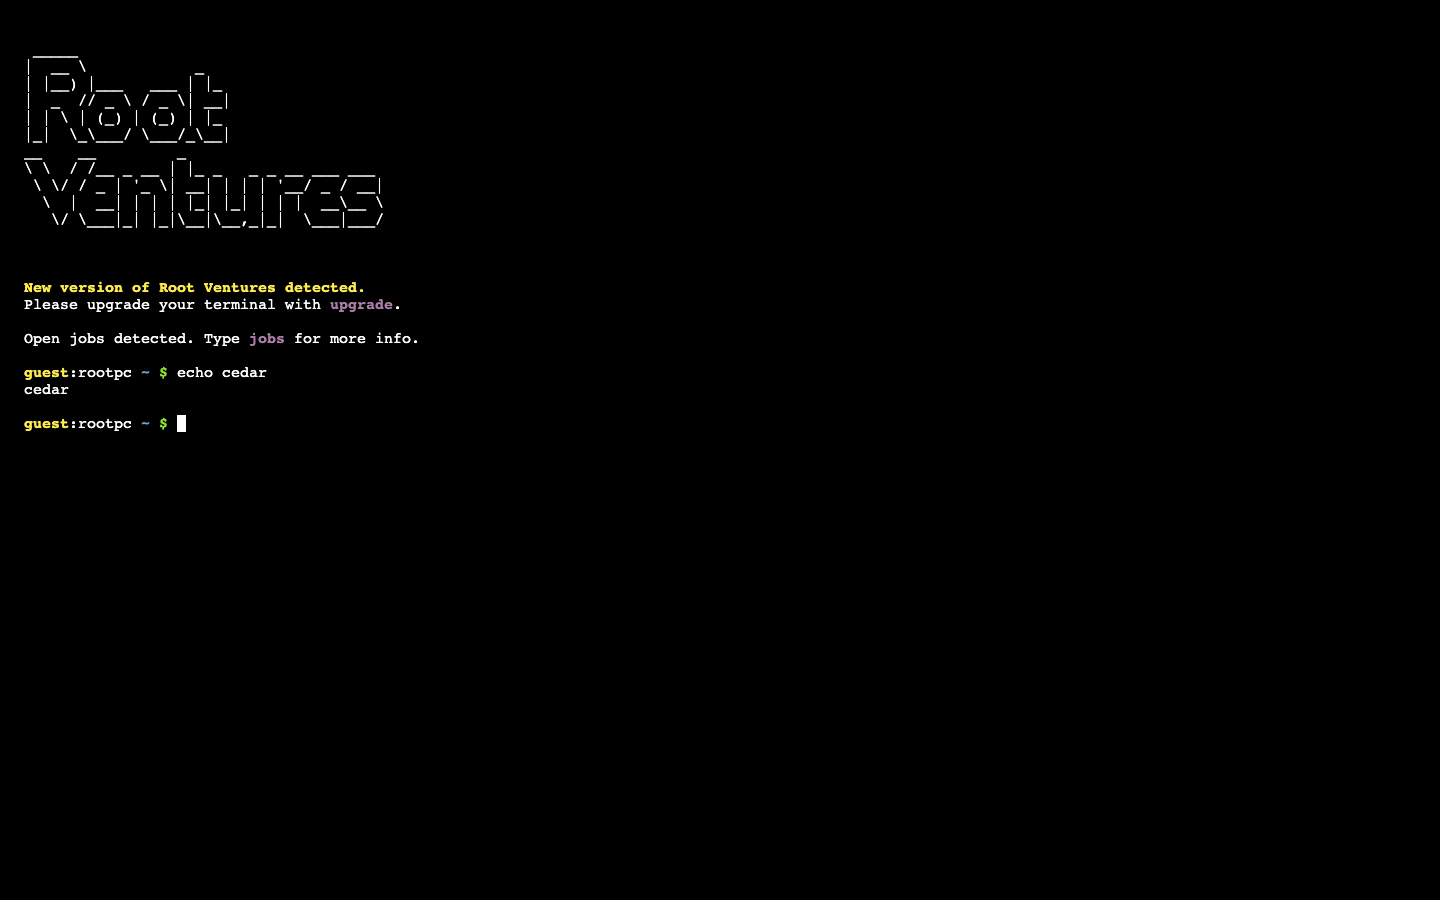 Root
Ventures
New version of Root Ventures detected.
Please upgrade your terminal with upgrade.
Open jobs detected. Type jobs for more info.
guest:rootpc ~ $ echo cedar
cedar
guest:rootpc ~ $